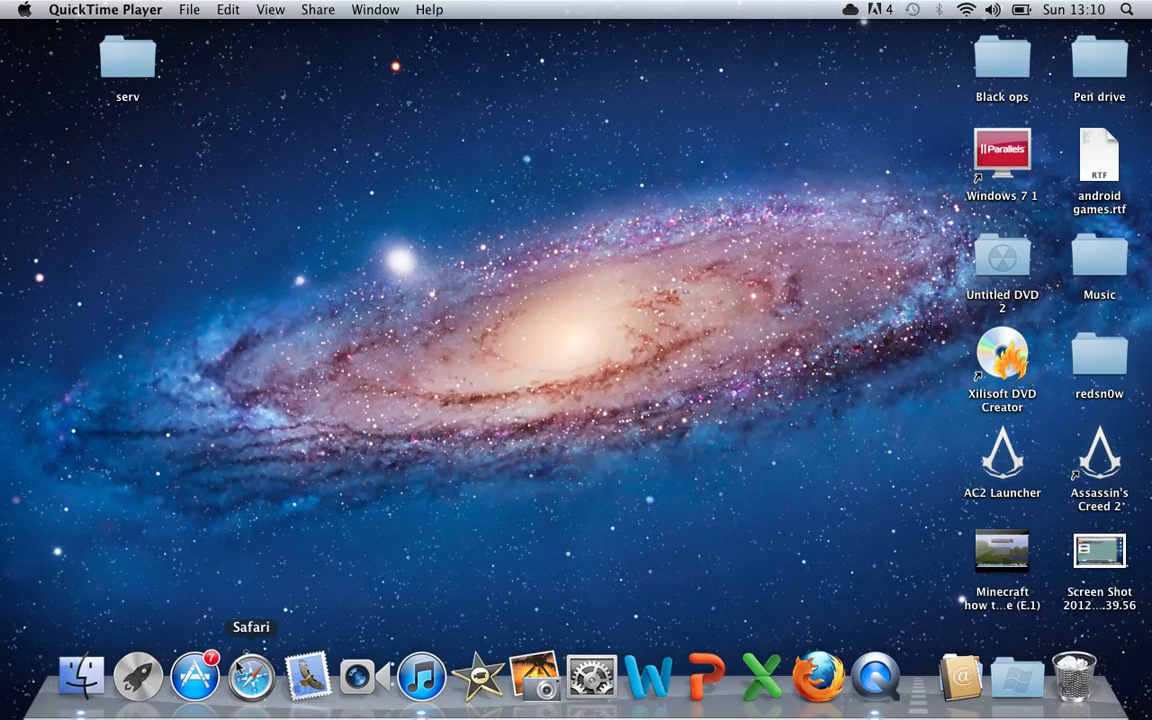 QuickTime Player File Edit View Share Window Help 4 Sun 13:10
serv
Black ops
Pen drive
||Parallels
Windows 7 1
RTF
android
games.rtf
Untitled DVD
2
Music
Xilisoft DVD
Creator
redsn0w
AC2 Launcher
Assassin's
Creed 2
Minecraft
how t...e (E.1)
Screen Shot
2012....39.56
Safari
7